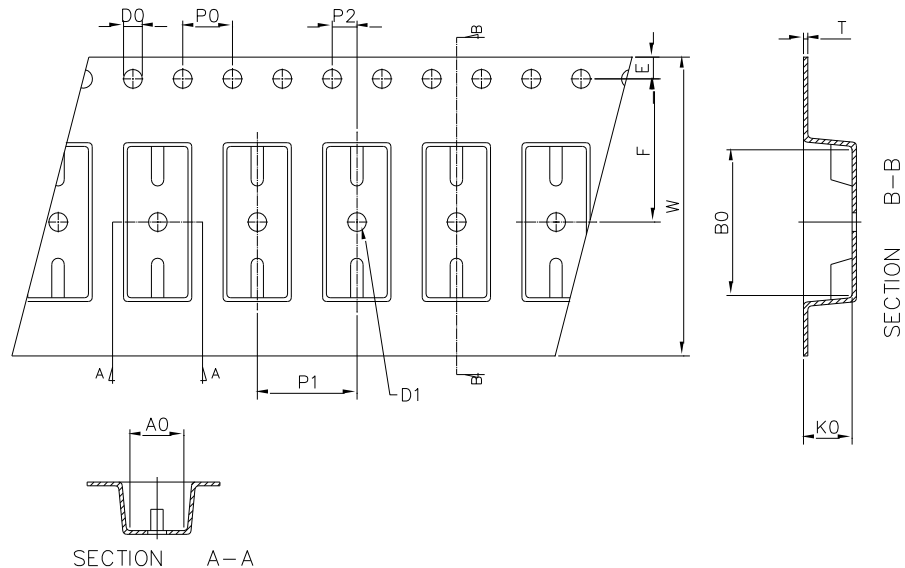 D0
P0
P2
B
T
E
F
W
B0
SECTION B-B
A
A
P1
D1
B
K0
A0
SECTION A-A